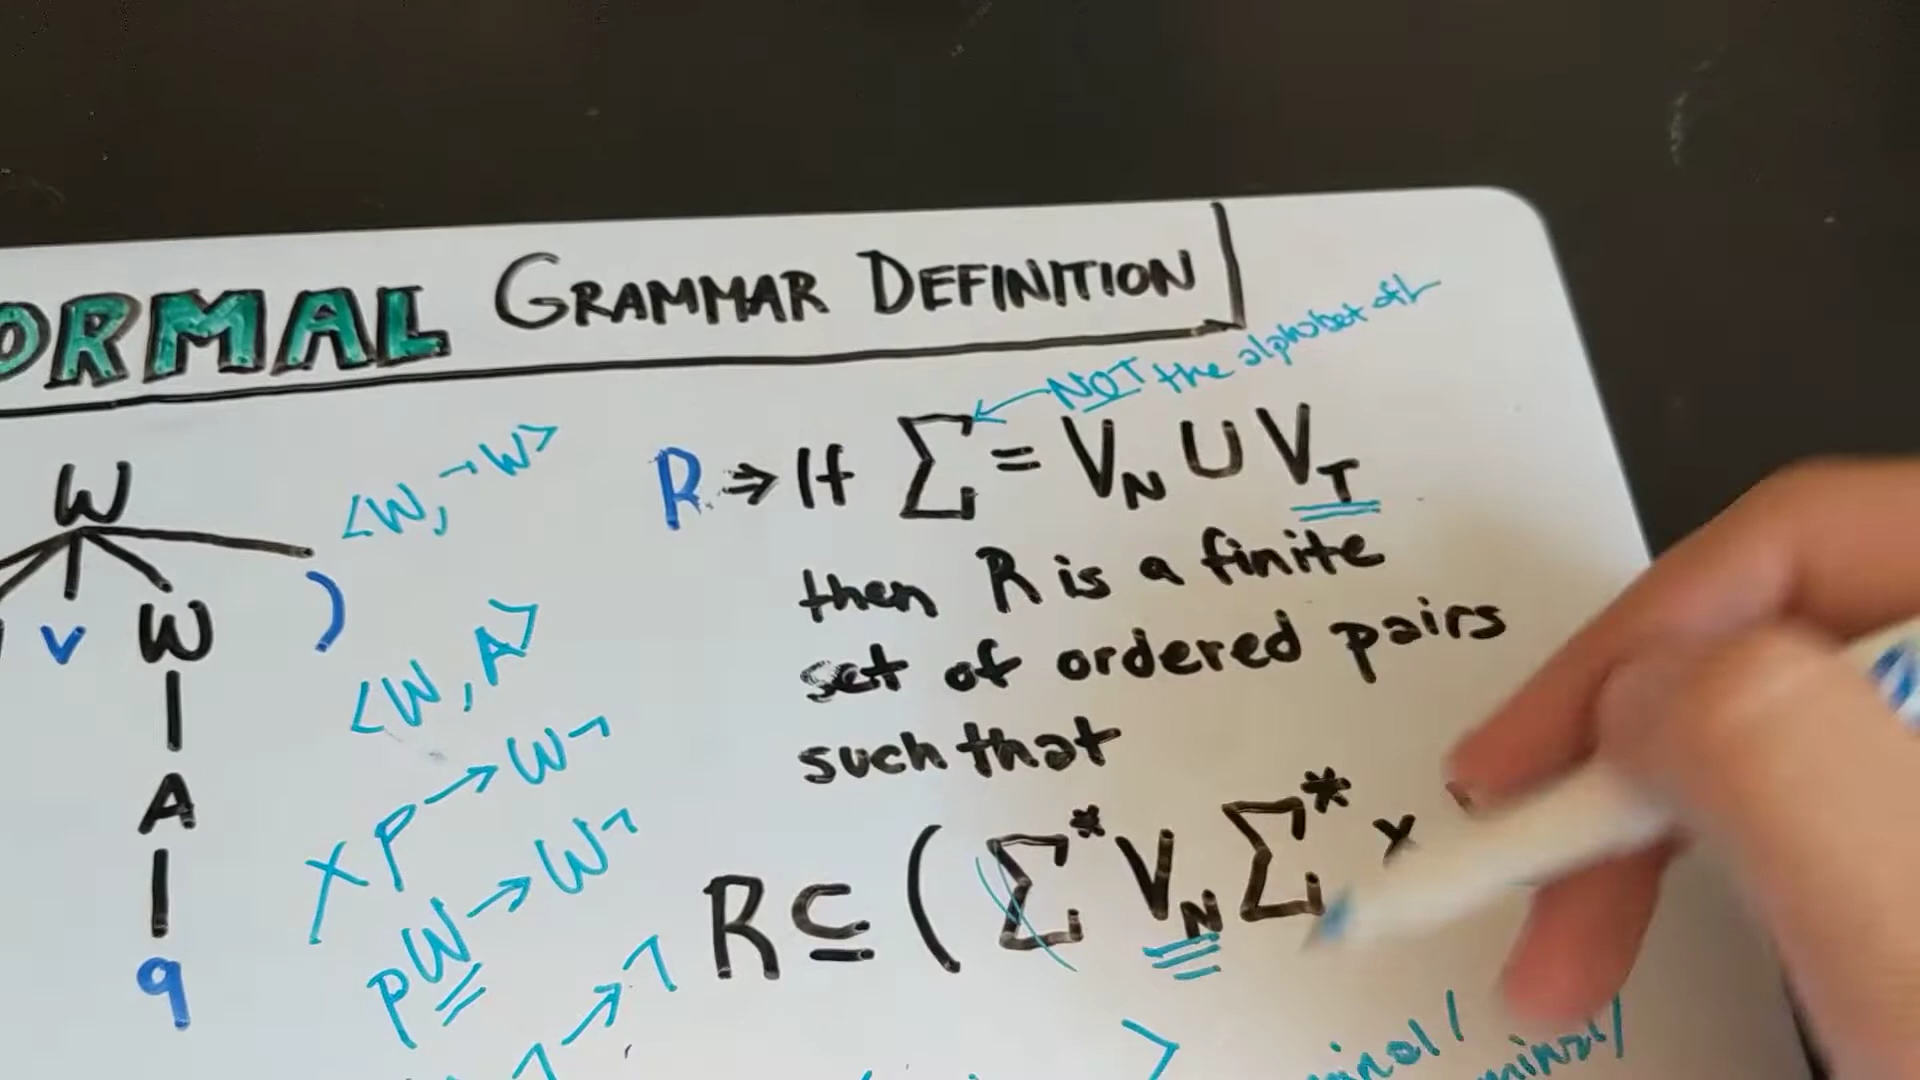 ORMAL GRAMMAR DEFINITION
NOT the alphabet of L
W
V W )
A
q
<W, ¬W>
<W, A>
X P → W¬
pW → W¬
¬ → ¬
R → If Σ = V_N ∪ V_T
then R is a finite
set of ordered pairs
such that
R ⊆ ( Σ* V_N Σ* ×
>